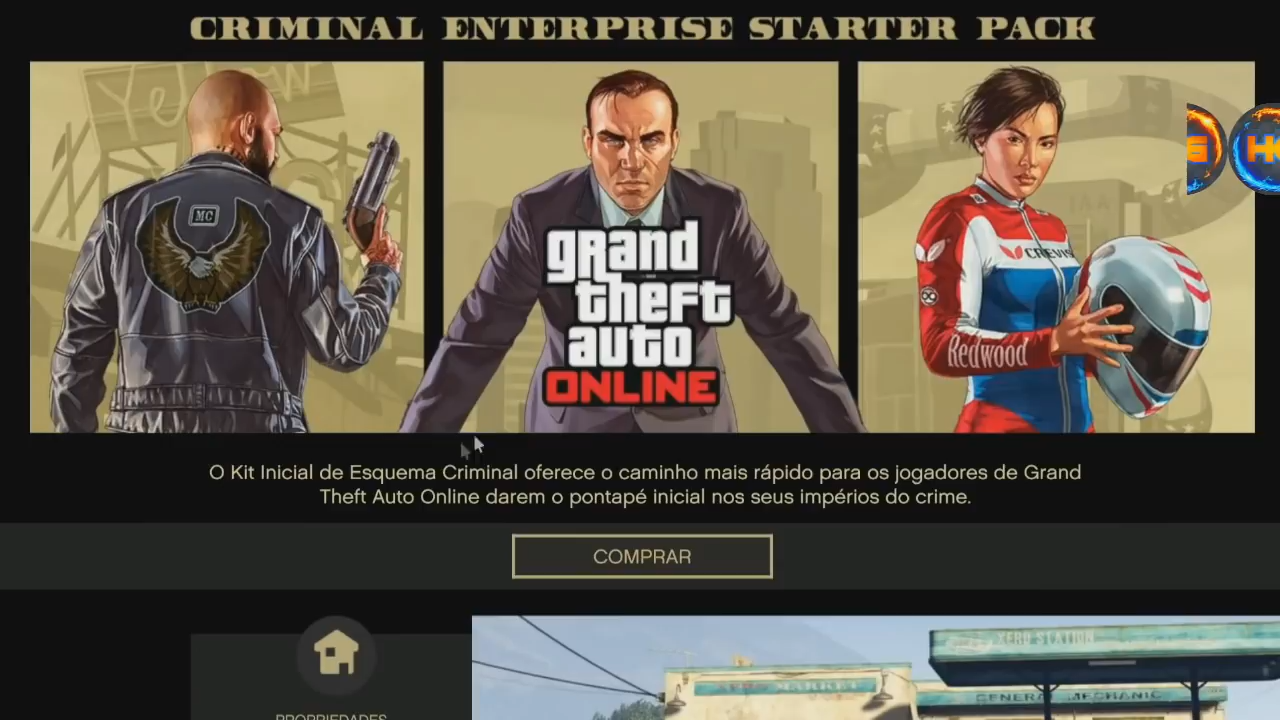 CRIMINAL ENTERPRISE STARTER PACK
Yellow
MC
grand
theft
auto
ONLINE
CREVIS
Redwood
O Kit Inicial de Esquema Criminal oferece o caminho mais rápido para os jogadores de Grand
Theft Auto Online darem o pontapé inicial nos seus impérios do crime.
COMPRAR
XERO STATION
MARKET
GENERAL MECHANIC
PROPRIEDADES